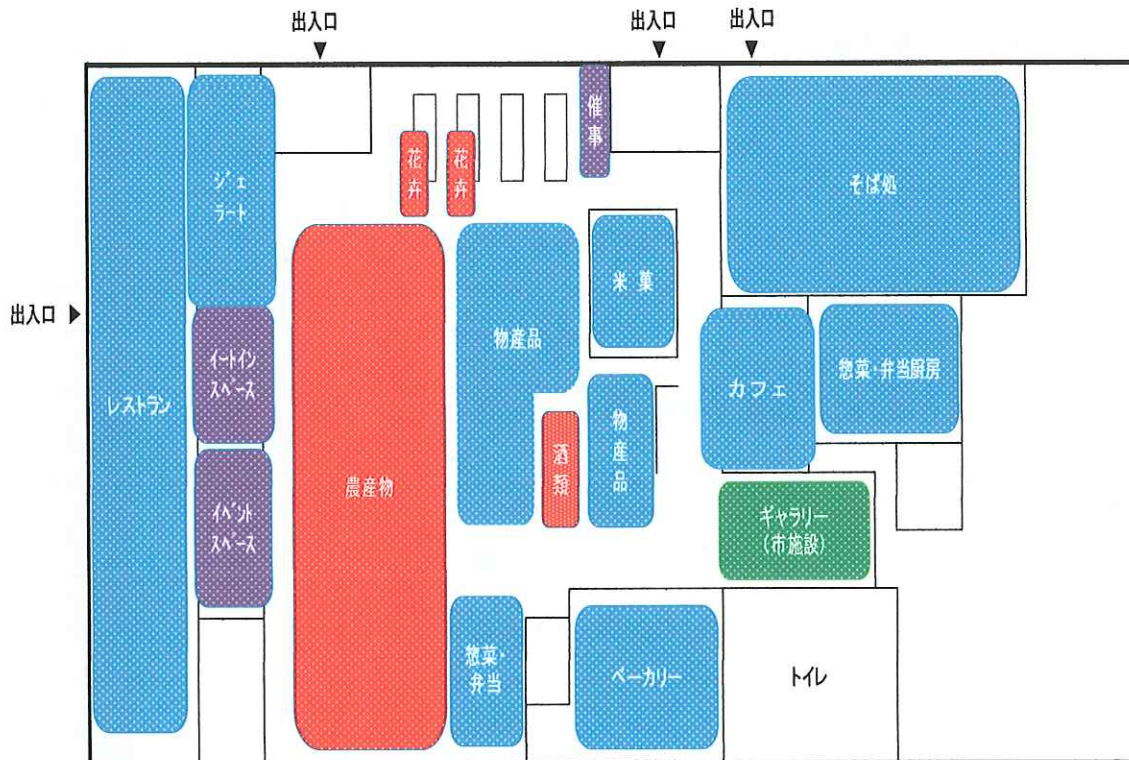 出入口
出入口
出入口
出入口
ジェ
ラート
花
卉
花
卉
催
事
そば処
米菓
物産品
イートイン
スペース
レストラン
カフェ
惣菜・弁当厨房
物
産
品
酒
類
農産物
イベント
スペース
ギャラリー
(市施設)
惣菜・
弁当
ベーカリー
トイレ